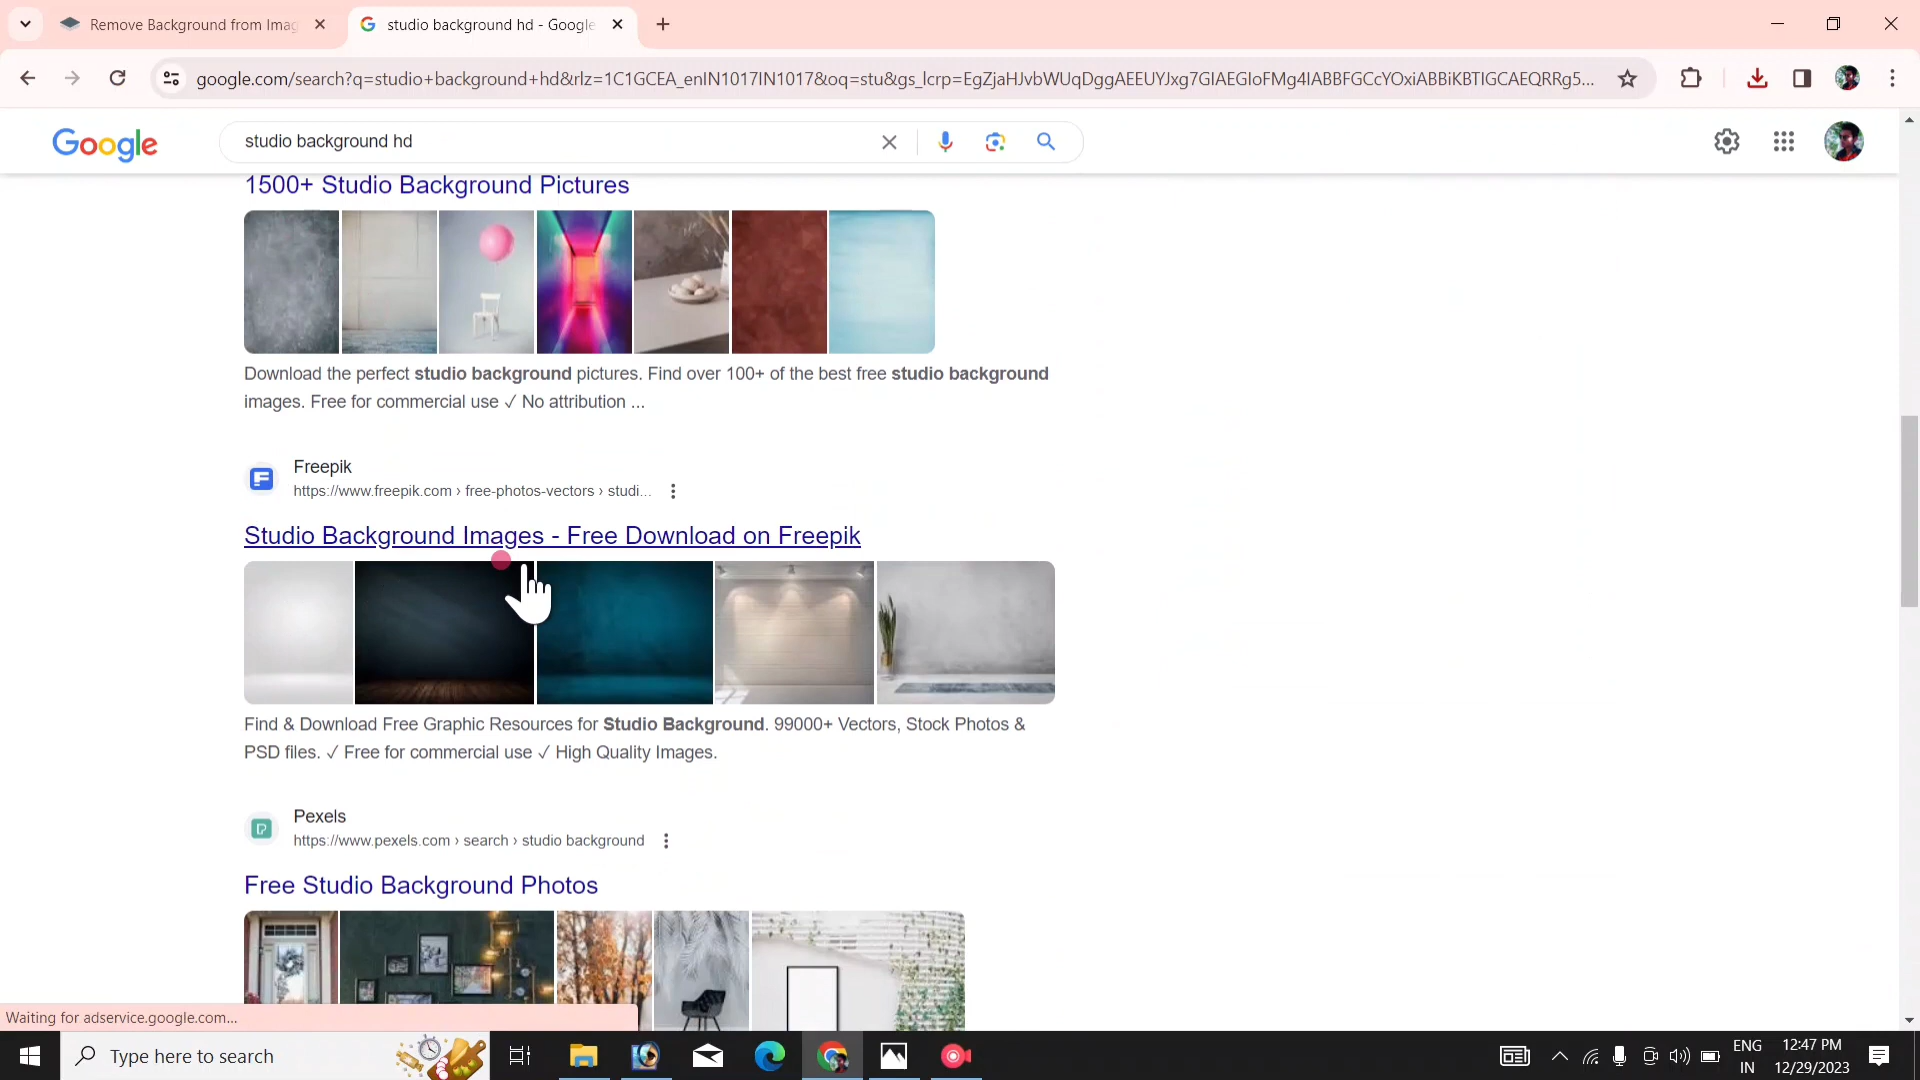 Remove Background from Imag
studio background hd - Google
google.com/search?q=studio+background+hd&rlz=1C1GCEA_enIN1017IN1017&oq=stu&gs_lcrp=EgZjaHJvbWUqDggAEEUYJxg7GIAEGIoFMg4IABBFGCcYOxiABBiKBTIGCAEQRRg5...
Google
studio background hd
1500+ Studio Background Pictures
Download the perfect studio background pictures. Find over 100+ of the best free studio background
images. Free for commercial use ✓ No attribution ...
Freepik
https://www.freepik.com › free-photos-vectors › studi...
Studio Background Images - Free Download on Freepik
Find & Download Free Graphic Resources for Studio Background. 99000+ Vectors, Stock Photos &
PSD files. ✓ Free for commercial use ✓ High Quality Images.
Pexels
https://www.pexels.com › search › studio background
Free Studio Background Photos
Waiting for adservice.google.com...
Type here to search
ENG
IN
12:47 PM
12/29/2023